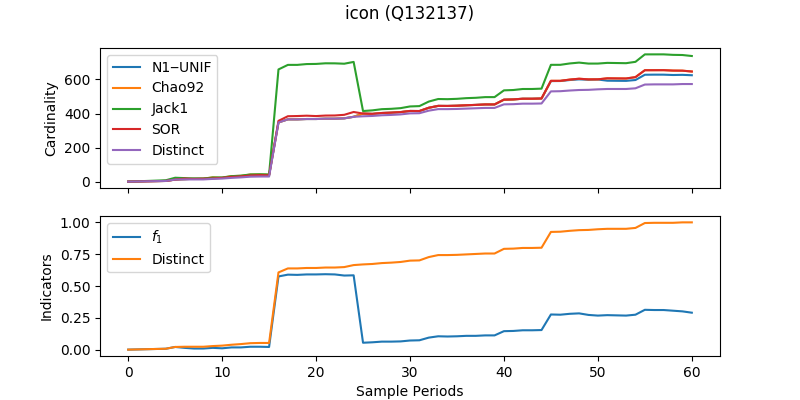 icon (Q132137)
Cardinality
600
400
200
0
N1−UNIF
Chao92
Jack1
SOR
Distinct
Indicators
1.00
0.75
0.50
0.25
0.00
f1
Distinct
0 10 20 30 40 50 60
Sample Periods